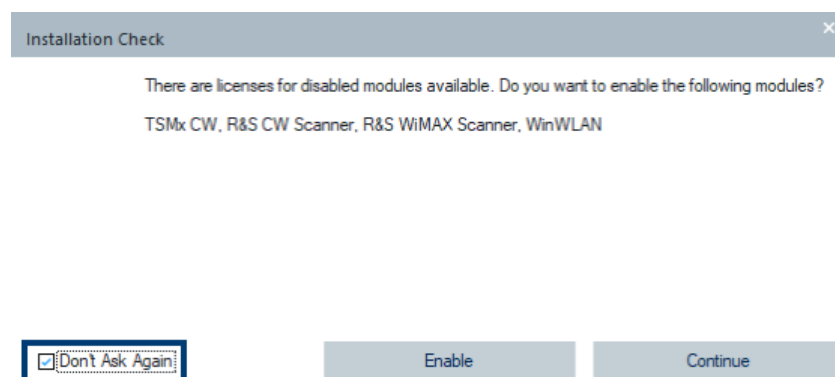 Installation Check
There are licenses for disabled modules available. Do you want to enable the following modules?
TSMx CW, R&S CW Scanner, R&S WiMAX Scanner, WinWLAN
Don't Ask Again
Enable
Continue